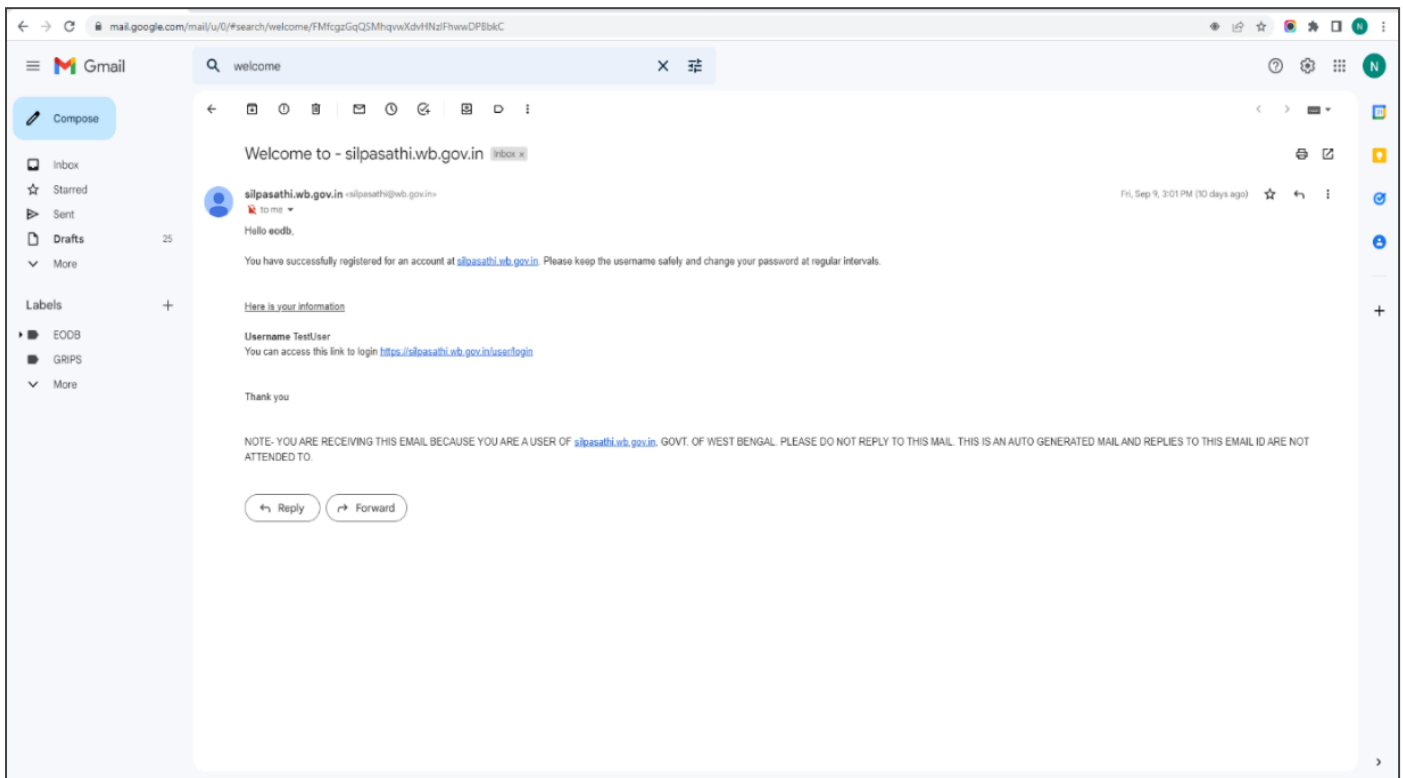 mail.google.com/mail/u/0/#search/welcome/FMfcgzGqQSMhqvwXdvHNzlFhwwDPBbkC
N
Gmail
welcome
N
Compose
Inbox
Starred
Sent
Drafts 25
More
Labels
EODB
GRIPS
More
Welcome to - silpasathi.wb.gov.in Inbox x
silpasathi.wb.gov.in <silpasathi@wb.gov.in>
Fri, Sep 9, 3:01 PM (10 days ago)
to me
Hello eodb,
You have successfully registered for an account at silpasathi.wb.gov.in. Please keep the username safely and change your password at regular intervals.
Here is your information
Username TestUser
You can access this link to login https://silpasathi.wb.gov.in/user/login
Thank you
NOTE- YOU ARE RECEIVING THIS EMAIL BECAUSE YOU ARE A USER OF silpasathi.wb.gov.in, GOVT. OF WEST BENGAL. PLEASE DO NOT REPLY TO THIS MAIL. THIS IS AN AUTO GENERATED MAIL AND REPLIES TO THIS EMAIL ID ARE NOT
ATTENDED TO.
Reply
Forward